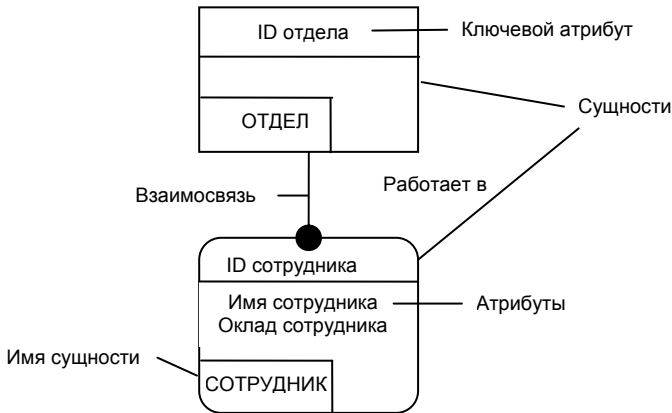 ID отдела
Ключевой атрибут
Сущности
ОТДЕЛ
Взаимосвязь
Работает в
ID сотрудника
Имя сотрудника
Оклад сотрудника
Атрибуты
Имя сущности
СОТРУДНИК